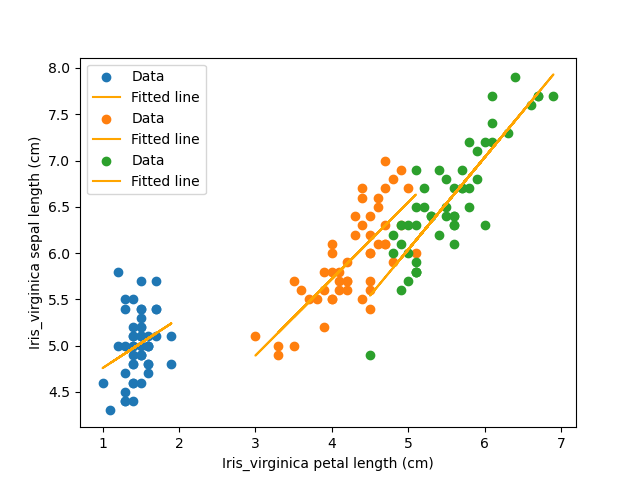 8.0
7.5
7.0
6.5
6.0
5.5
5.0
4.5
Iris_virginica sepal length (cm)
Data
Fitted line
Data
Fitted line
Data
Fitted line
1 2 3 4 5 6 7
Iris_virginica petal length (cm)